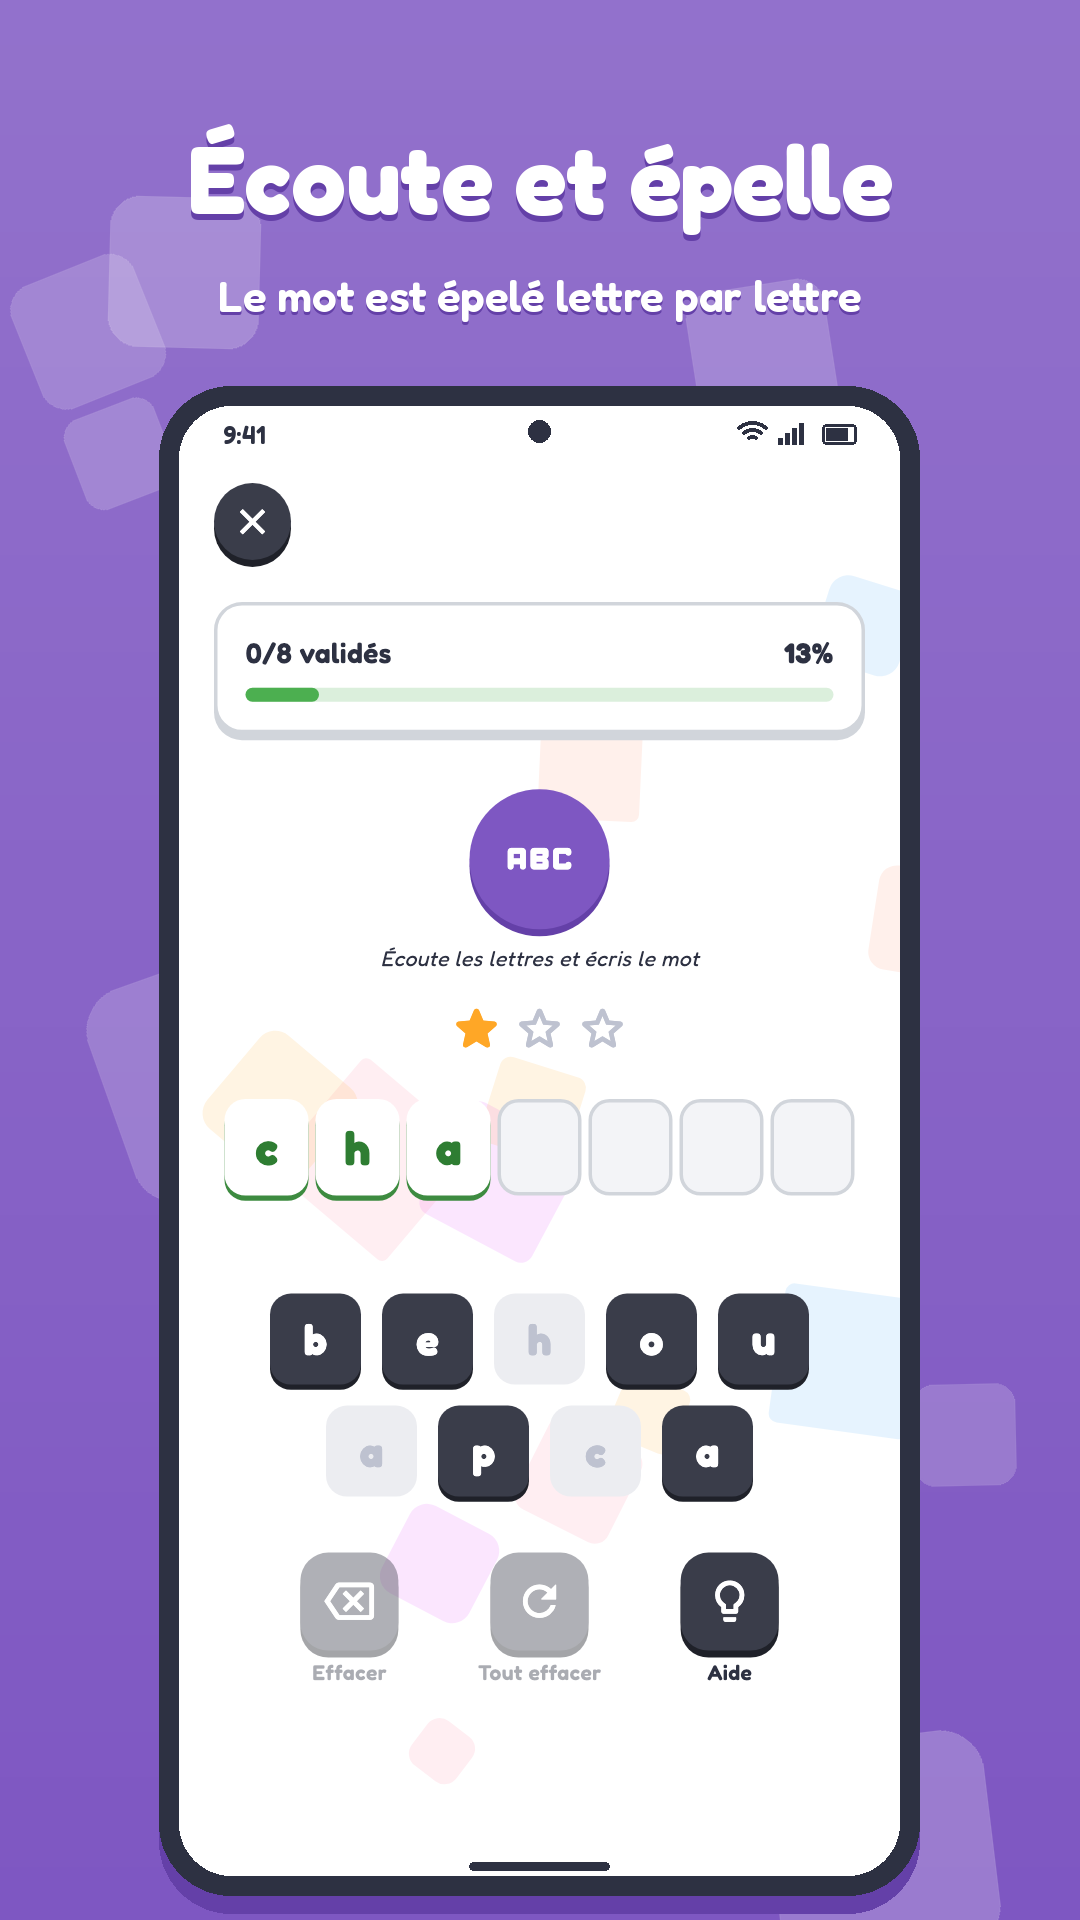 Écoute et épelle
Le mot est épelé lettre par lettre
9:41
0/8 validés 13%
ABC
Écoute les lettres et écris le mot
c h a
b e h o u
a p c a
Effacer Tout effacer Aide